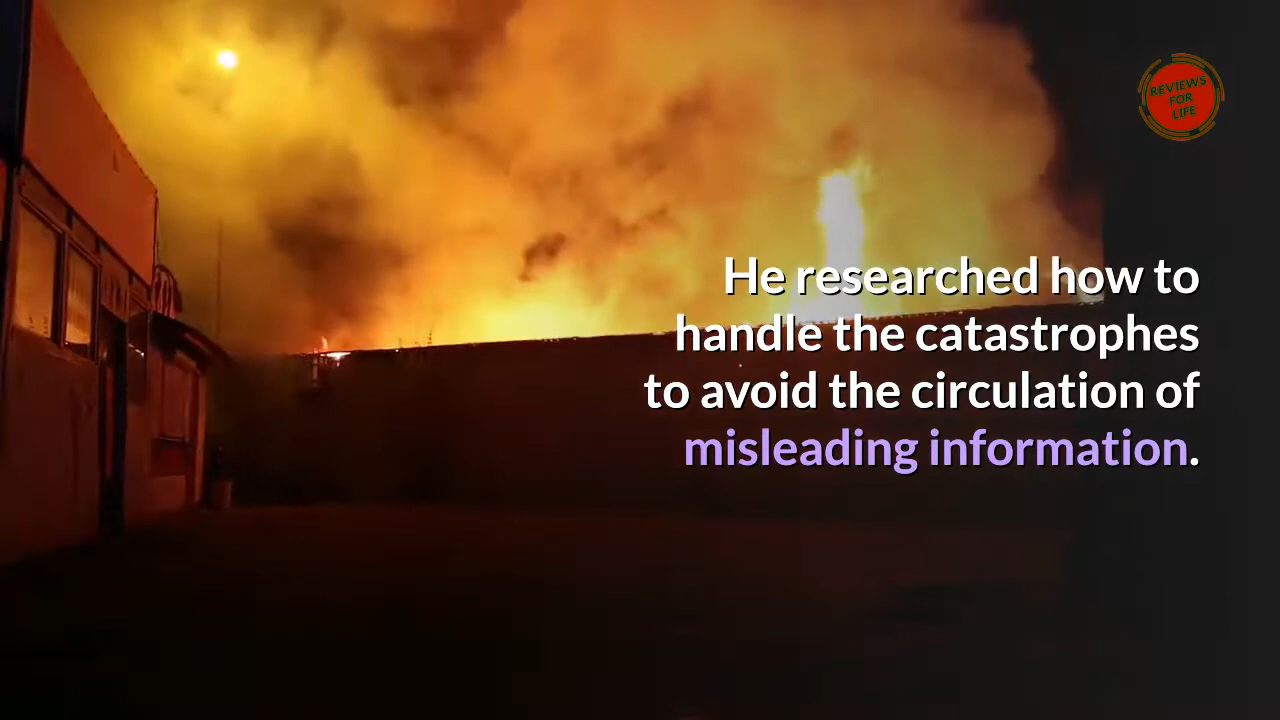 REVIEWS
FOR
LIFE
He researched how to
handle the catastrophes
to avoid the circulation of
misleading information.